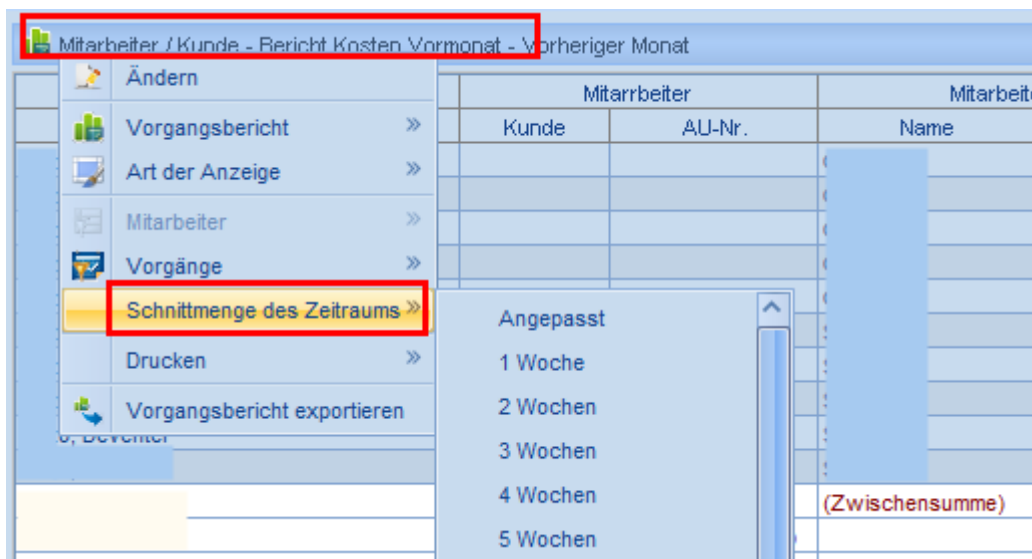 Mitarbeiter / Kunde - Bericht Kosten Vormonat - Vorheriger Monat
Ändern
Vorgangsbericht »
Art der Anzeige »
Mitarbeiter »
Vorgänge »
Schnittmenge des Zeitraums »
Drucken »
Vorgangsbericht exportieren
Mitarrbeiter
Mitarbeite
Kunde
AU-Nr.
Name
Angepasst
1 Woche
2 Wochen
3 Wochen
4 Wochen
5 Wochen
Deventer
(Zwischensumme)